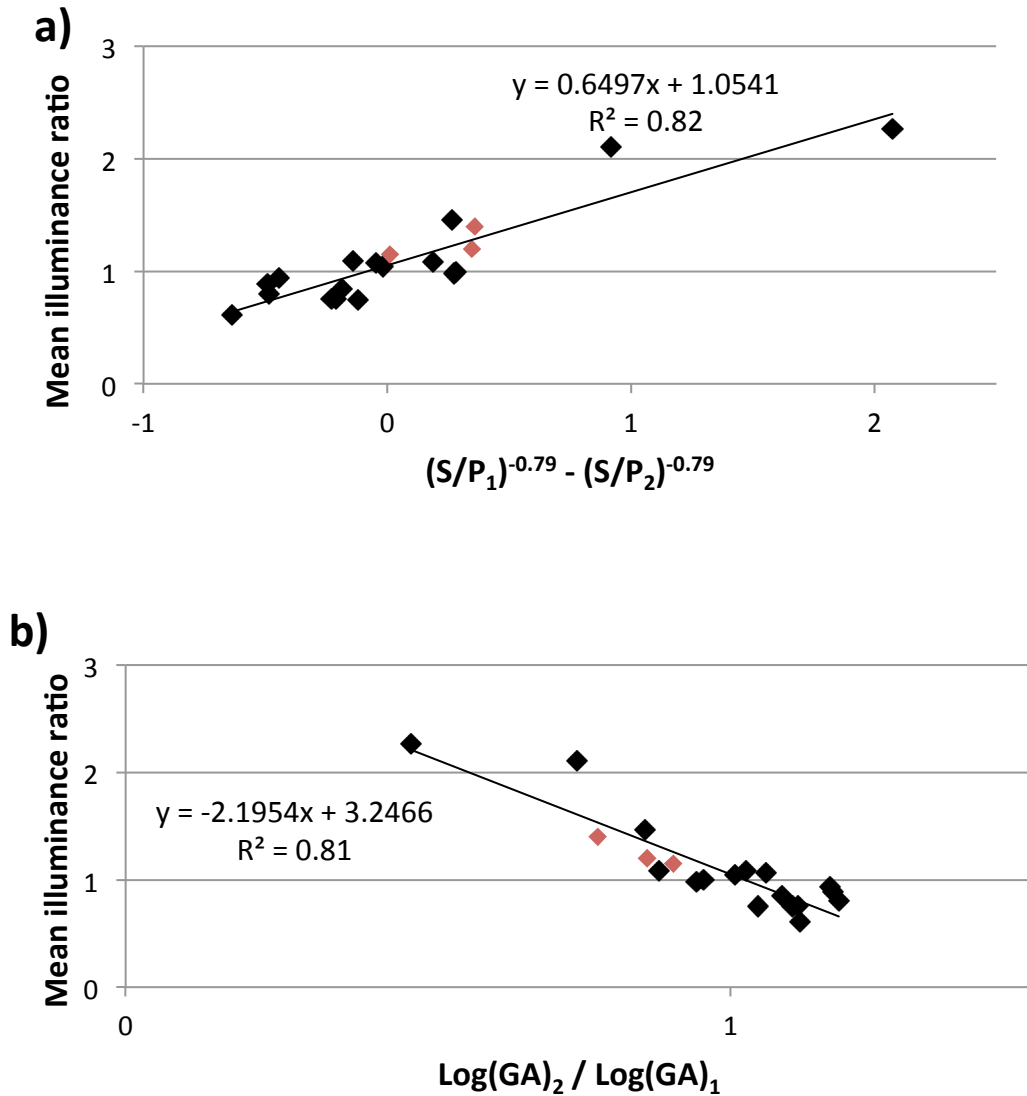 a)
3
2
1
0
-1
0
1
2
Mean illuminance ratio
y = 0.6497x + 1.0541
R² = 0.82
(S/P₁)^-0.79 - (S/P₂)^-0.79
b)
3
2
1
0
0
1
Mean illuminance ratio
y = -2.1954x + 3.2466
R² = 0.81
Log(GA)₂ / Log(GA)₁